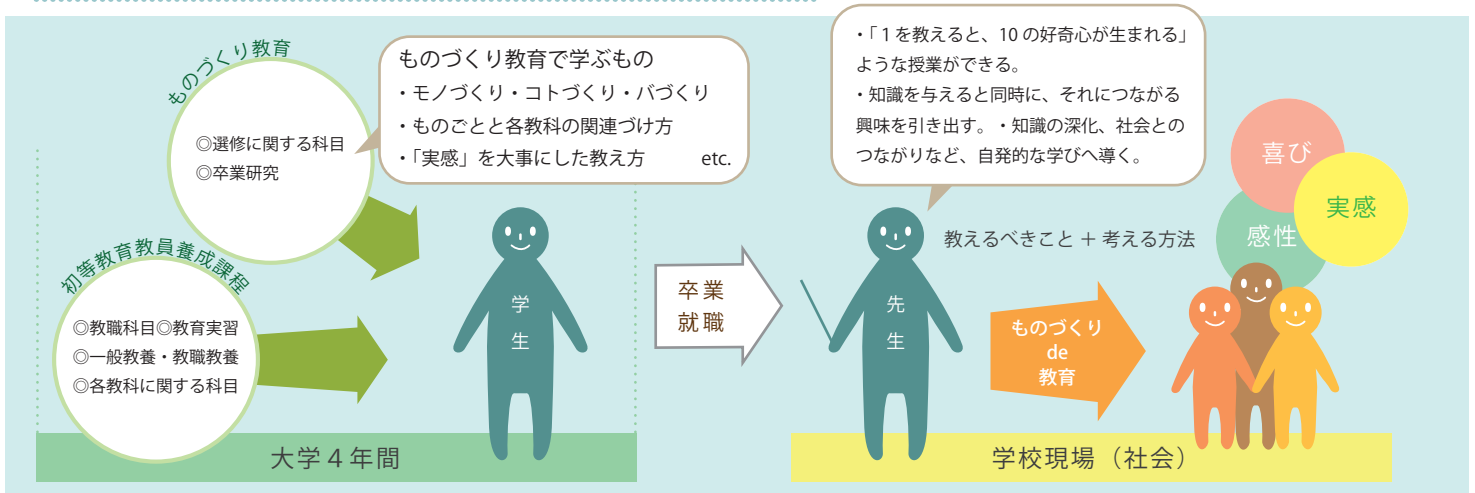 ものづくり教育
◎選修に関する科目
◎卒業研究
ものづくり教育で学ぶもの
・モノづくり・コトづくり・バづくり
・ものごとと各教科の関連づけ方
・「実感」を大事にした教え方 etc.
初等教育教員養成課程
◎教職科目◎教育実習
◎一般教養・教職教養
◎各教科に関する科目
学生
大学４年間
卒業
就職
・「１を教えると、10 の好奇心が生まれる」
ような授業ができる。
・知識を与えると同時に、それにつながる
興味を引き出す。・知識の深化、社会との
つながりなど、自発的な学びへ導く。
先生
教えるべきこと ＋ 考える方法
ものづくり
de
教育
喜び
実感
感性
学校現場（社会）